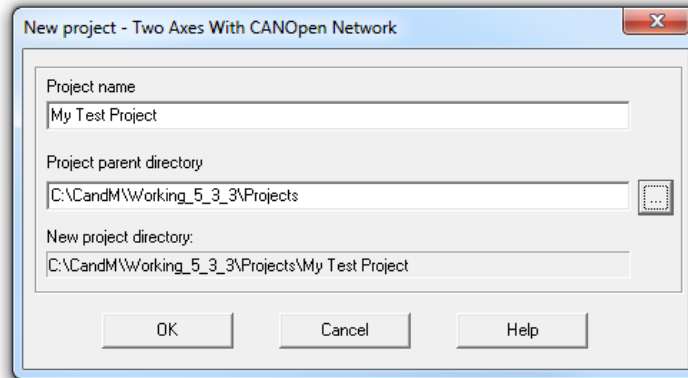 New project - Two Axes With CANOpen Network
Project name
My Test Project
Project parent directory
C:\CandM\Working_5_3_3\Projects
...
New project directory:
C:\CandM\Working_5_3_3\Projects\My Test Project
OK Cancel Help